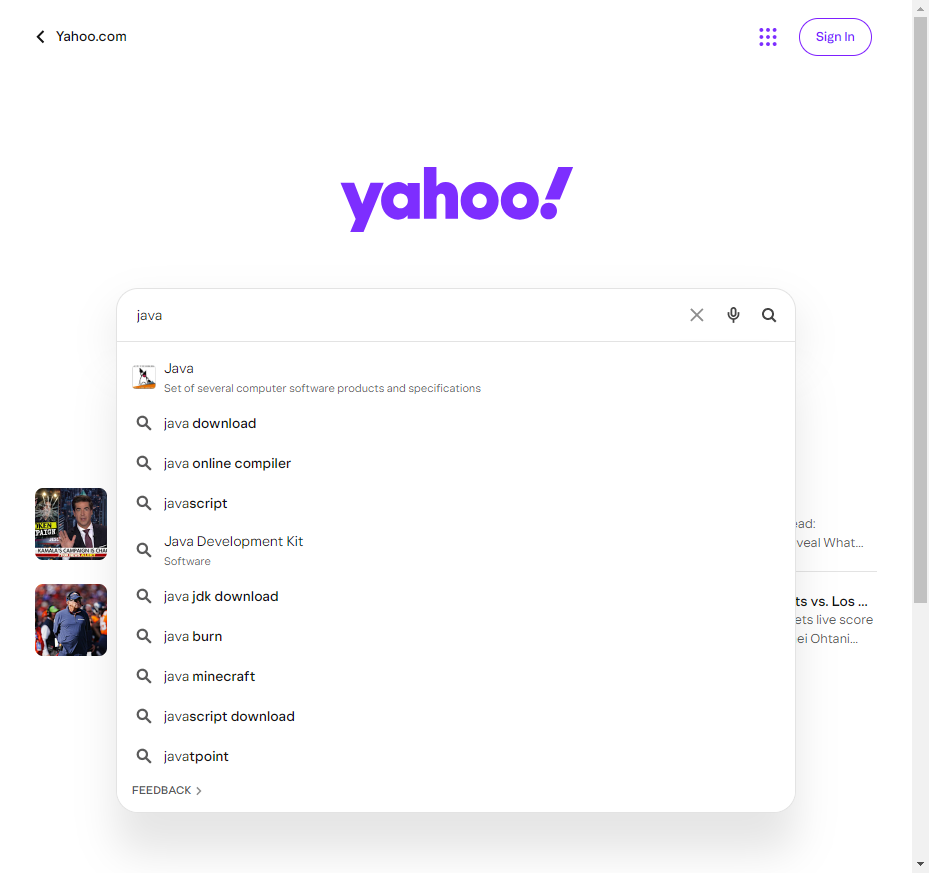 Yahoo.com
Sign In
yahoo!
java
Java
Set of several computer software products and specifications
java download
java online compiler
javascript
Java Development Kit
Software
java jdk download
java burn
java minecraft
javascript download
javatpoint
FEEDBACK
KAMALA'S CAMPAIGN IS
ead:
veal What...
ts vs. Los ...
ets live score
ei Ohtani...